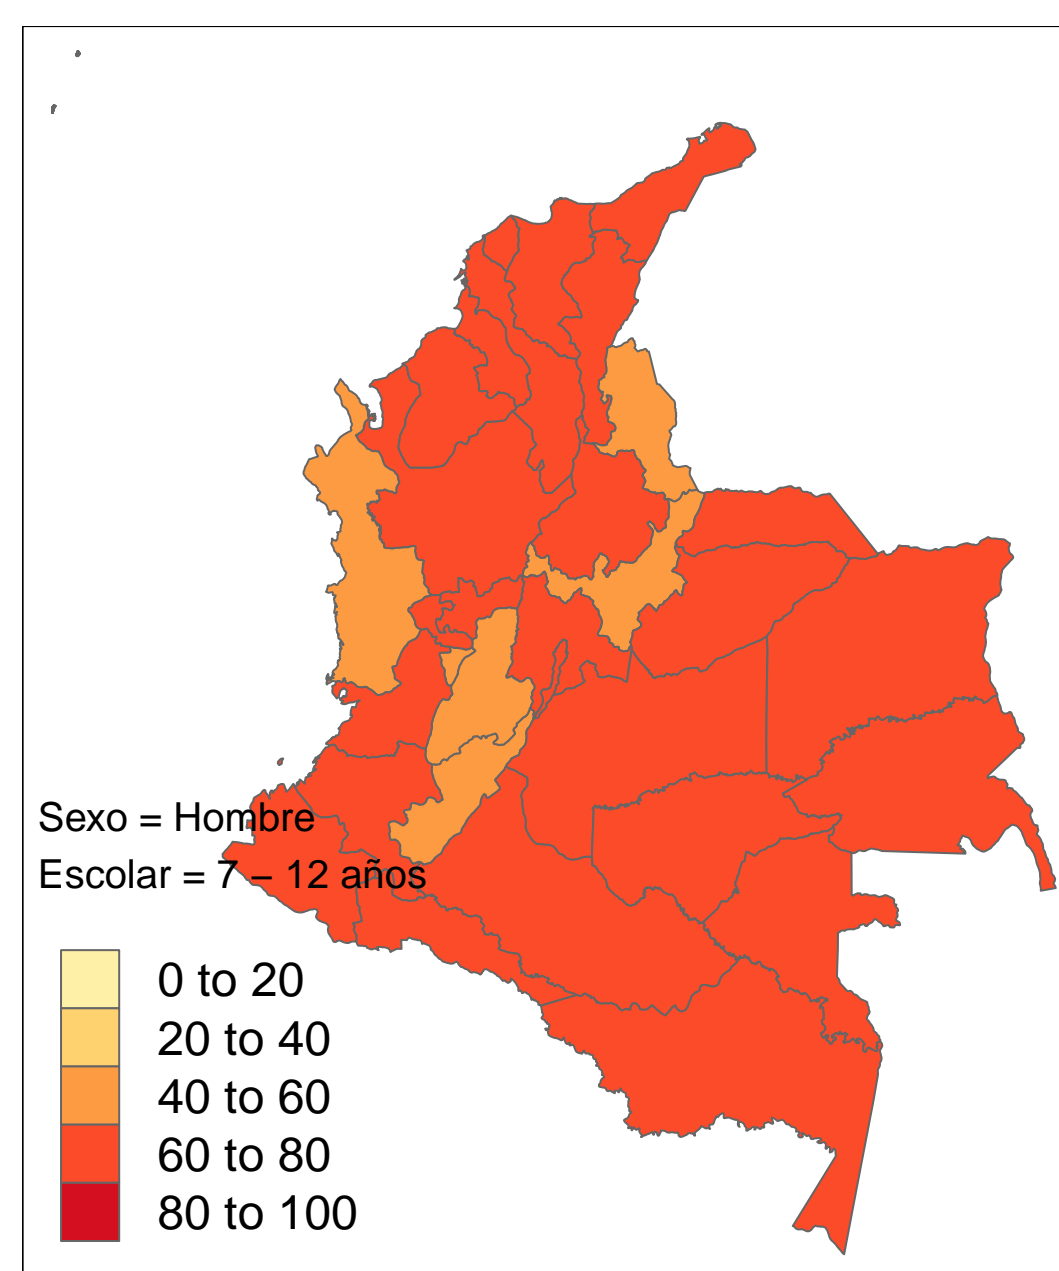 Sexo = Hombre
Escolar = 7 – 12 años
0 to 20
20 to 40
40 to 60
60 to 80
80 to 100